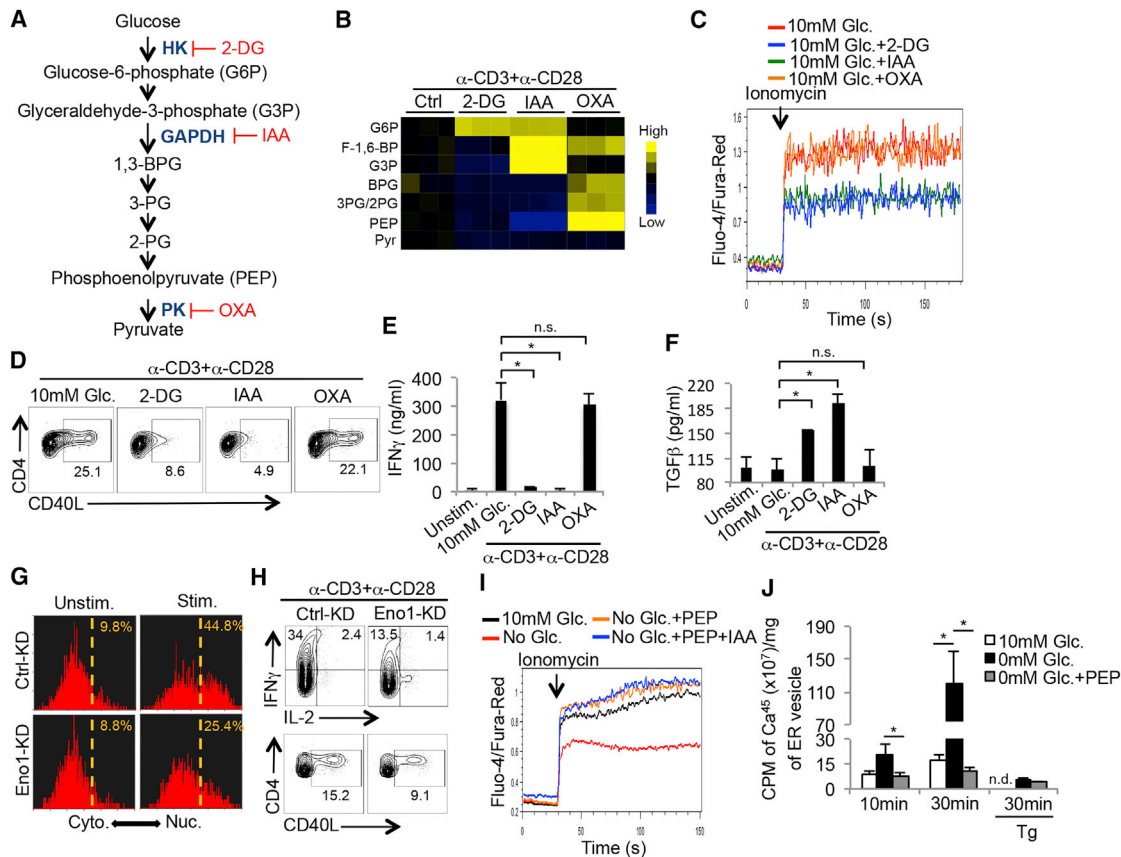 A
Glucose
HK
2-DG
Glucose-6-phosphate (G6P)
Glyceraldehyde-3-phosphate (G3P)
GAPDH
IAA
1,3-BPG
3-PG
2-PG
Phosphoenolpyruvate (PEP)
PK
OXA
Pyruvate
B
α-CD3+α-CD28
Ctrl 2-DG IAA OXA
G6P
F-1,6-BP
G3P
BPG
3PG/2PG
PEP
Pyr
High
Low
C
10mM Glc.
10mM Glc.+2-DG
10mM Glc.+IAA
10mM Glc.+OXA
Ionomycin
Fluo-4/Fura-Red
1.6
1.3
1
0.7
0.4
0 50 100 150
Time (s)
D
α-CD3+α-CD28
10mM Glc. 2-DG IAA OXA
25.1 8.6 4.9 22.1
CD4
CD40L
E
n.s.
*
*
IFNγ (ng/ml)
400
300
200
100
0
Unstim.
10mM Glc.
2-DG
IAA
OXA
α-CD3+α-CD28
F
n.s.
*
*
TGFβ (pg/ml)
220
185
150
115
80
Unstim.
10mM Glc.
2-DG
IAA
OXA
α-CD3+α-CD28
G
Unstim. Stim.
Ctrl-KD
9.8% 44.8%
Eno1-KD
8.8% 25.4%
Cyto. Nuc.
H
α-CD3+α-CD28
Ctrl-KD Eno1-KD
34 2.4 13.5 1.4
IFNγ
IL-2
CD4
15.2 9.1
CD40L
I
10mM Glc.
No Glc.
No Glc.+PEP
No Glc.+PEP+IAA
Ionomycin
Fluo-4/Fura-Red
1.2
1
0.8
0.6
0.4
0.2
0 50 100 150
Time (s)
J
CPM of Ca45 (x107)/mg
of ER vesicle
190
150
110
70
30
15
0
*
*
*
n.d.
10mM Glc.
0mM Glc.
0mM Glc.+PEP
10min 30min 30min
Tg